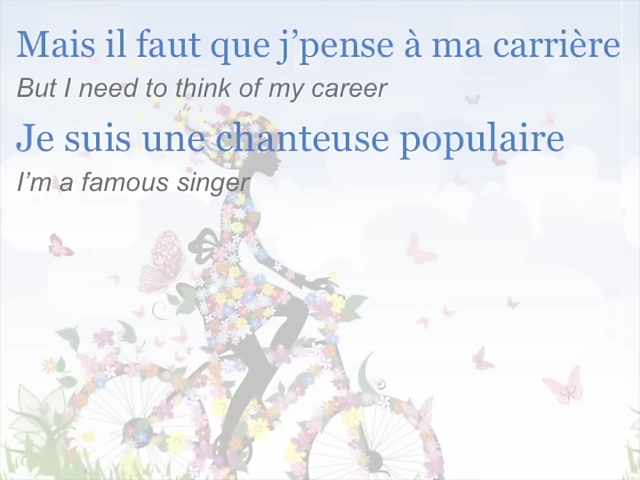 Mais il faut que j’pense à ma carrière
But I need to think of my career
Je suis une chanteuse populaire
I’m a famous singer